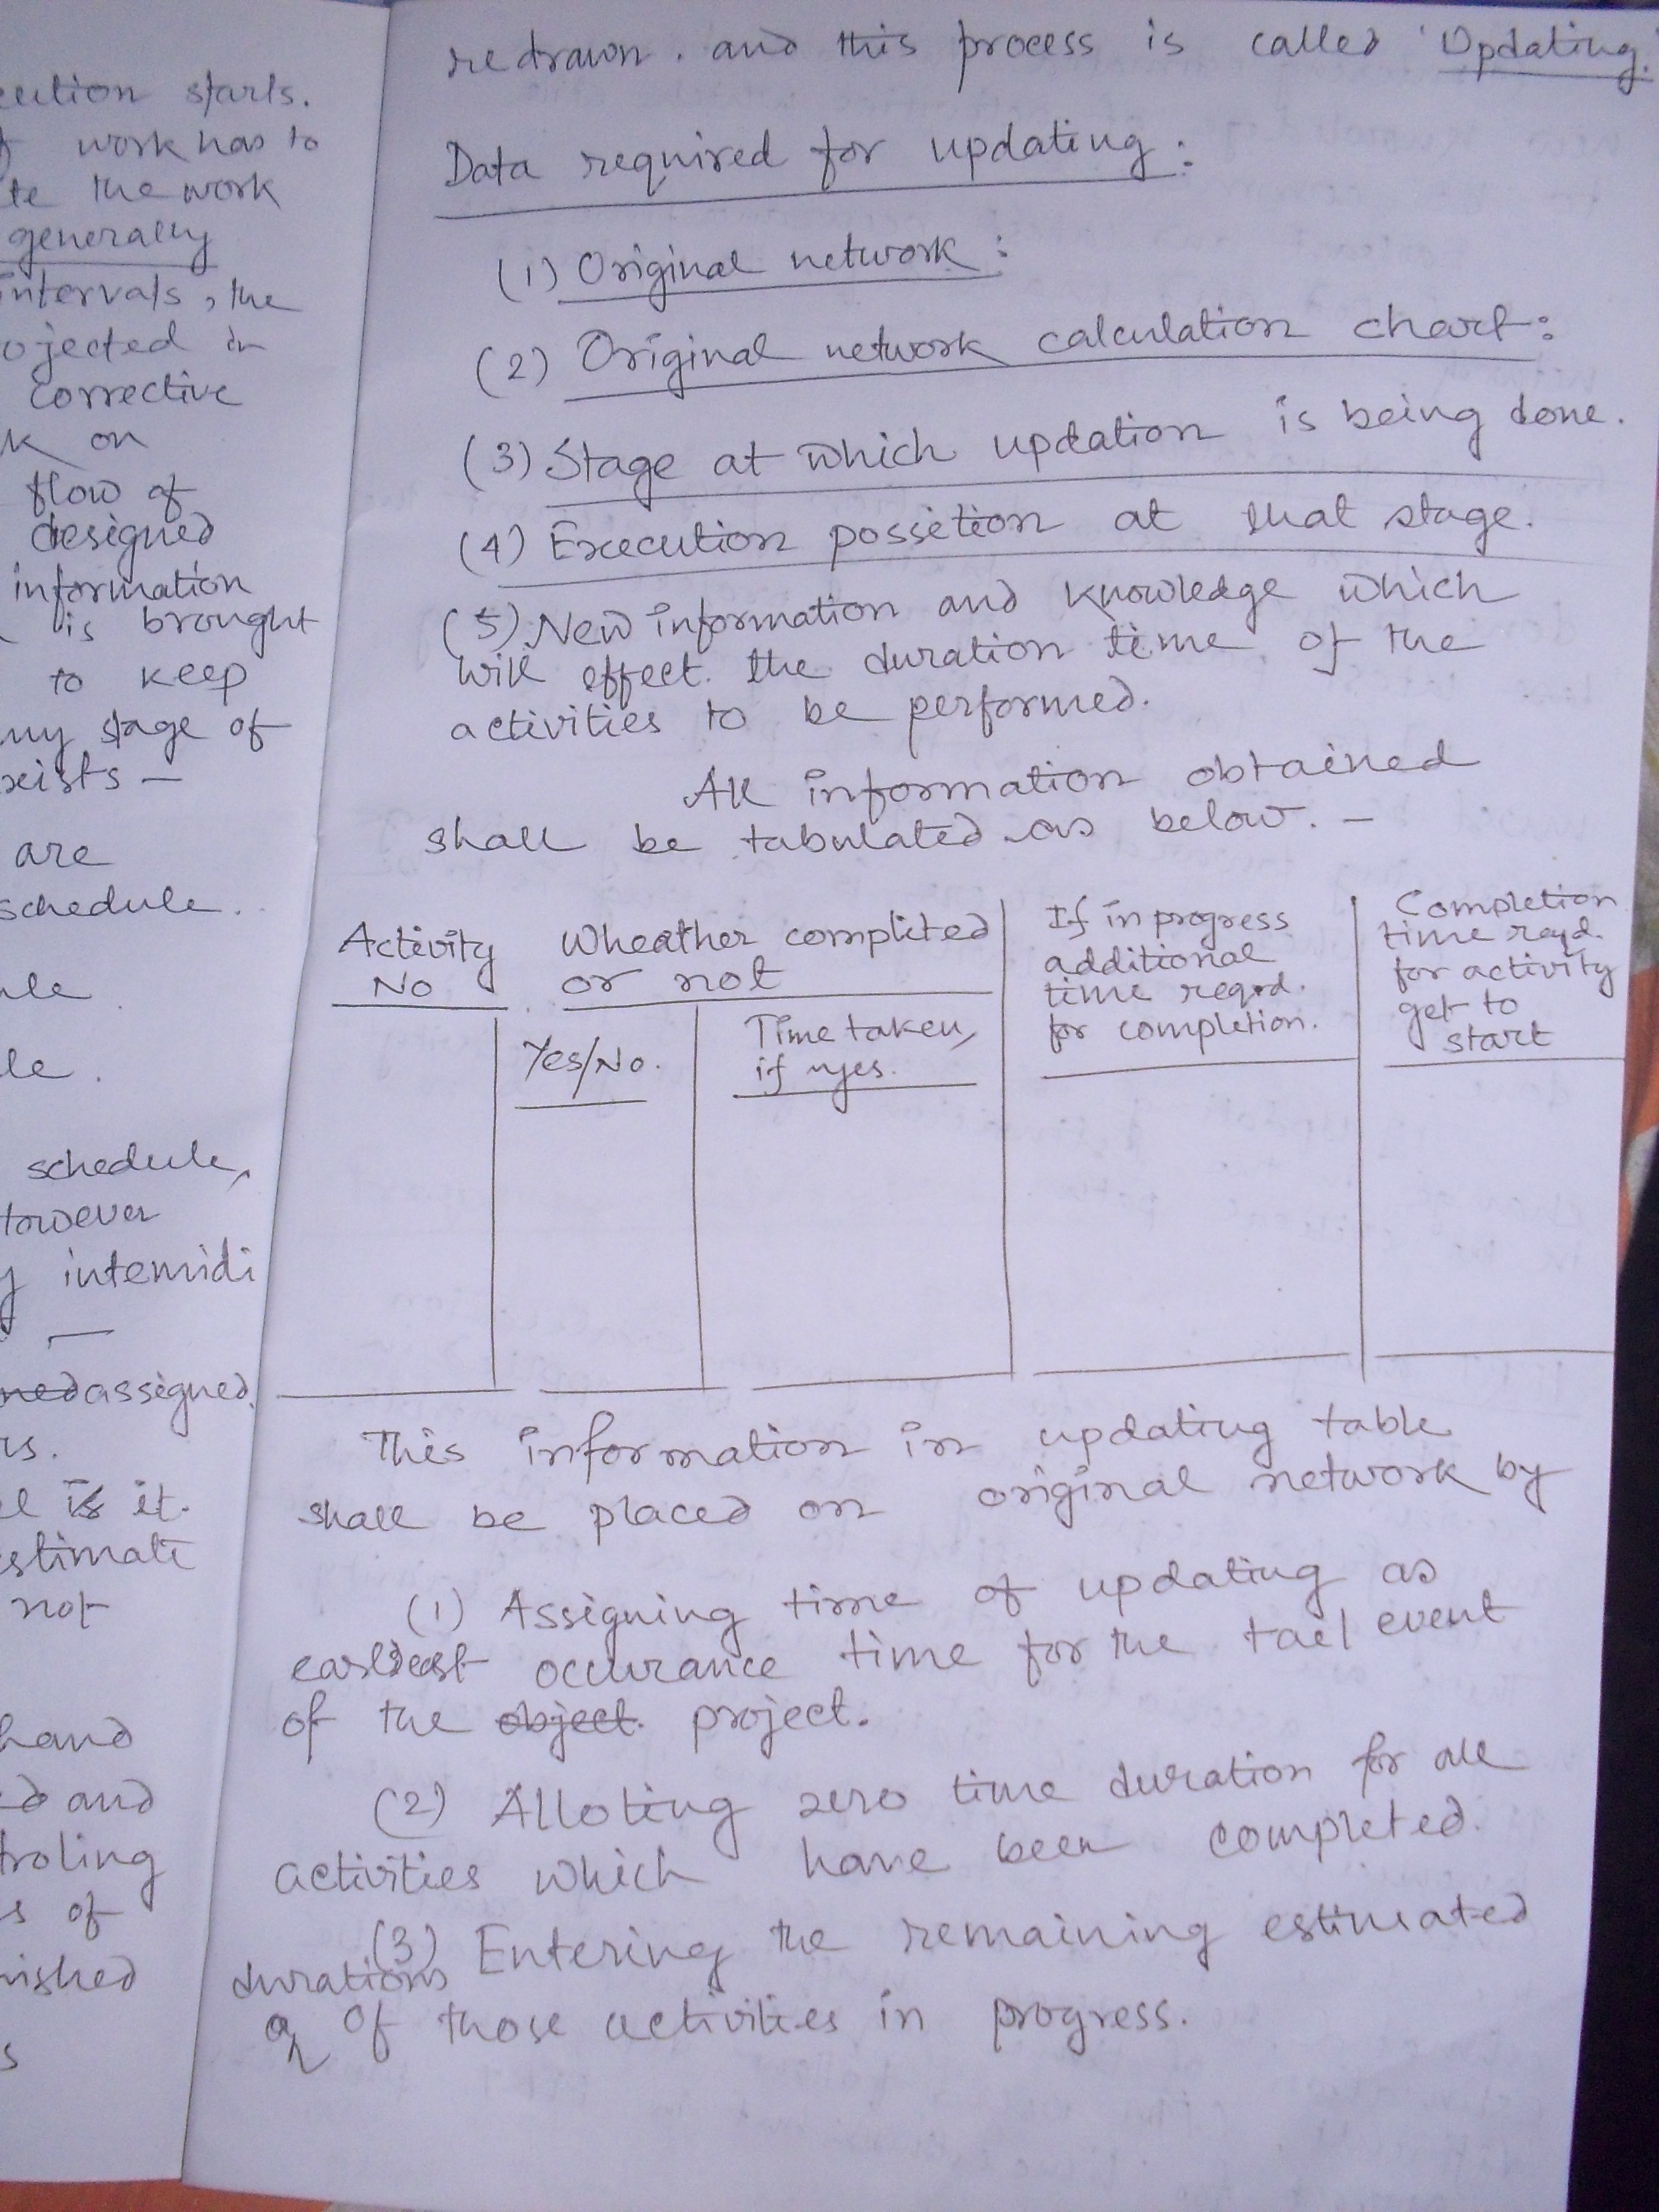 cution starts.
work has to
te the work
generally
intervals, the
ojected in
corrective
k on
flow of
designed
information
is brought
to keep
any stage of
xists —
are
schedule.
ule.
le.
schedule,
However
y intemidi
—
assigned.
rs.
l is it.
estimate
not
hand
d and
troling
s of
nished
s
redrawn. and this process is called 'Updating.'
Data required for updating:
(1) Original network:
(2) Original network calculation chart:
(3) Stage at which updation is being done.
(4) Execution possetion at that stage.
(5) New information and knowledge which
will effect. the duration time of the
activities to be performed.
All information obtained
shall be tabulated as below. —
Activity
No
Wheather completed
or not
Yes/No.
Time taken,
if yes.
If in progress
additional
time reqrd.
for completion.
Completion
time reqd.
for activity
get to
start
This information in updating table
shall be placed on original network by
(1) Assigning time of updating as
earliest occurance time for the tail event
of the object. project.
(2) Alloting zero time duration for all
activities which have been completed.
(3) Entering the remaining estimated
durations
of those activities in progress.